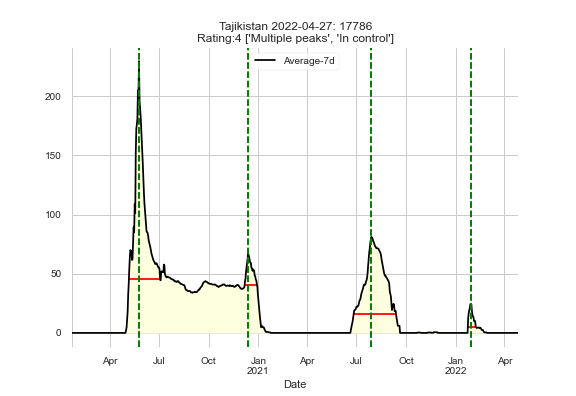 Tajikistan 2022-04-27: 17786
Rating:4 ['Multiple peaks', 'In control']
Average-7d
200
150
100
50
0
Apr Jul Oct Jan Apr Jul Oct Jan Apr
2021 2022
Date